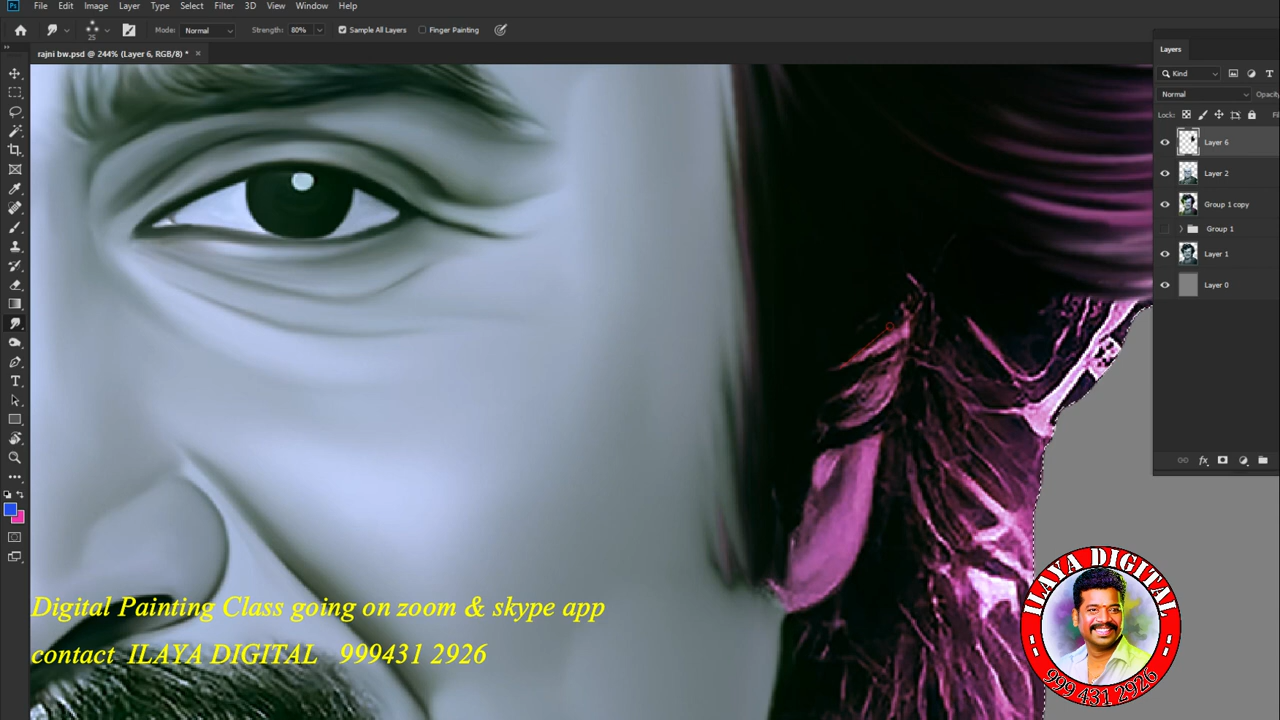 File Edit Image Layer Type Select Filter 3D View Window Help
25 Mode: Normal Strength: 80% Sample All Layers Finger Painting
rajni bw.psd @ 244% (Layer 6, RGB/8) *
Layers
Kind
Normal Opacity
Lock: Fi
Layer 6
Layer 2
Group 1 copy
Group 1
Layer 1
Layer 0
fx
Digital Painting Class going on zoom & skype app
contact ILAYA DIGITAL 999431 2926
ILAYA DIGITAL
999 431 2926